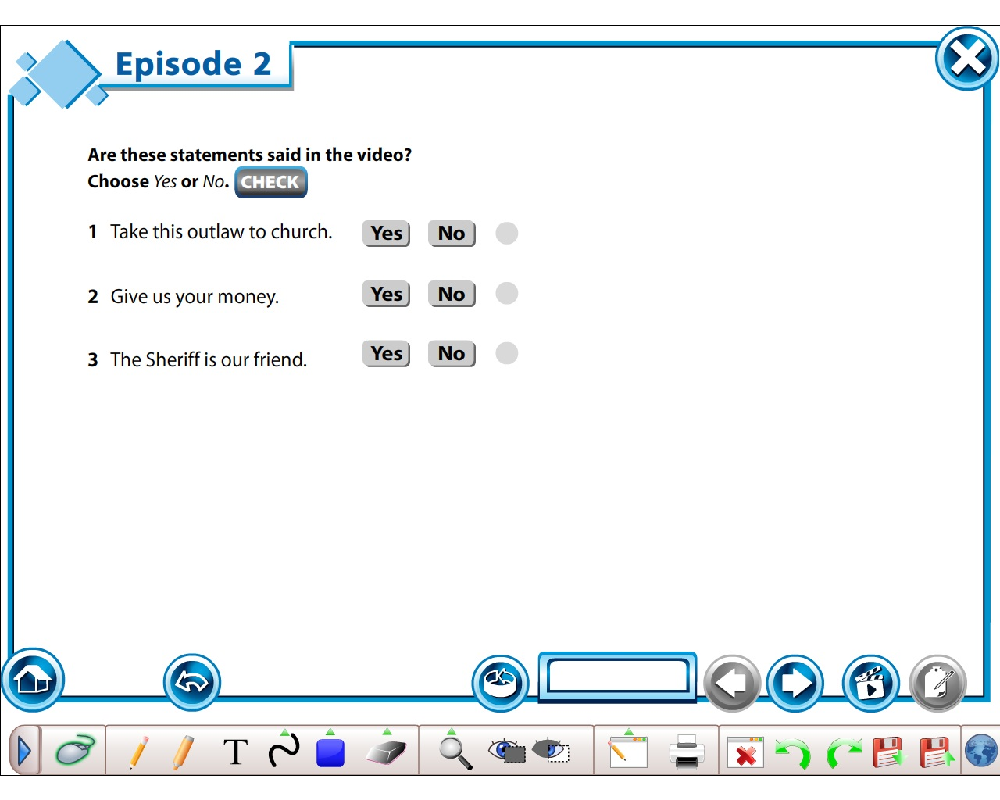 Episode 2
Are these statements said in the video?
Choose Yes or No. CHECK
1 Take this outlaw to church. Yes No
2 Give us your money. Yes No
3 The Sheriff is our friend. Yes No
T